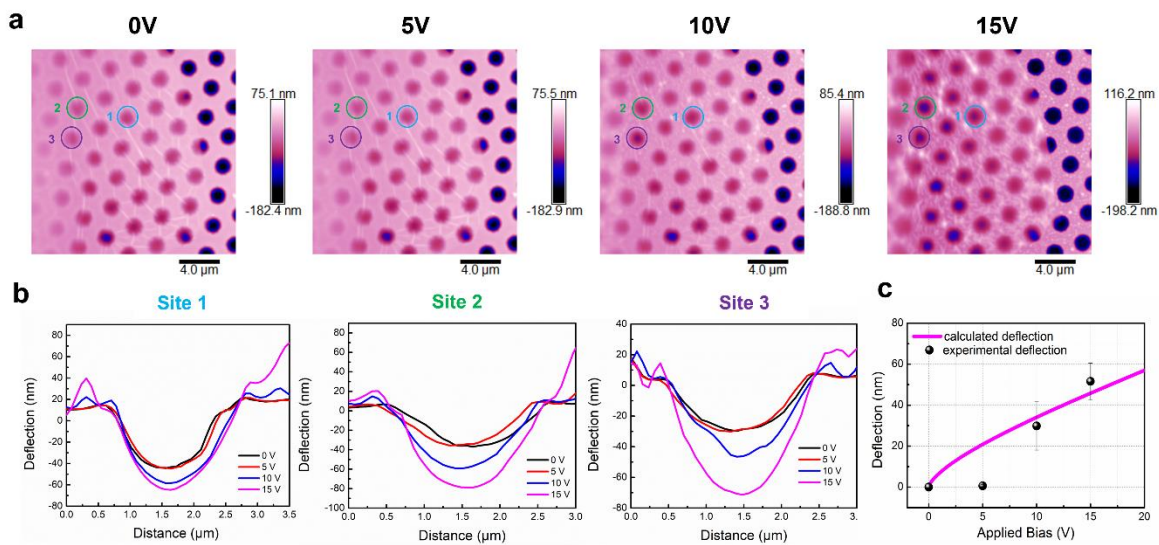 a
0V 5V 10V 15V
2 1 3
75.1 nm
-182.4 nm
4.0 µm
2 1 3
75.5 nm
-182.9 nm
4.0 µm
2 1 3
85.4 nm
-188.8 nm
4.0 µm
2 1 3
116.2 nm
-198.2 nm
4.0 µm
b
Site 1
Deflection (nm)
80
60
40
20
0
-20
-40
-60
-80
0 V
5 V
10 V
15 V
0.0 0.5 1.0 1.5 2.0 2.5 3.0 3.5
Distance (µm)
Site 2
Deflection (nm)
80
60
40
20
0
-20
-40
-60
-80
-100
0 V
5 V
10 V
15 V
0.0 0.5 1.0 1.5 2.0 2.5 3.0
Distance (µm)
Site 3
Deflection (nm)
40
20
0
-20
-40
-60
-80
0 V
5 V
10 V
15 V
0.0 0.5 1.0 1.5 2.0 2.5 3.
Distance (µm)
c
calculated deflection
experimental deflection
Deflection (nm)
80
60
40
20
0
0 5 10 15 20
Applied Bias (V)